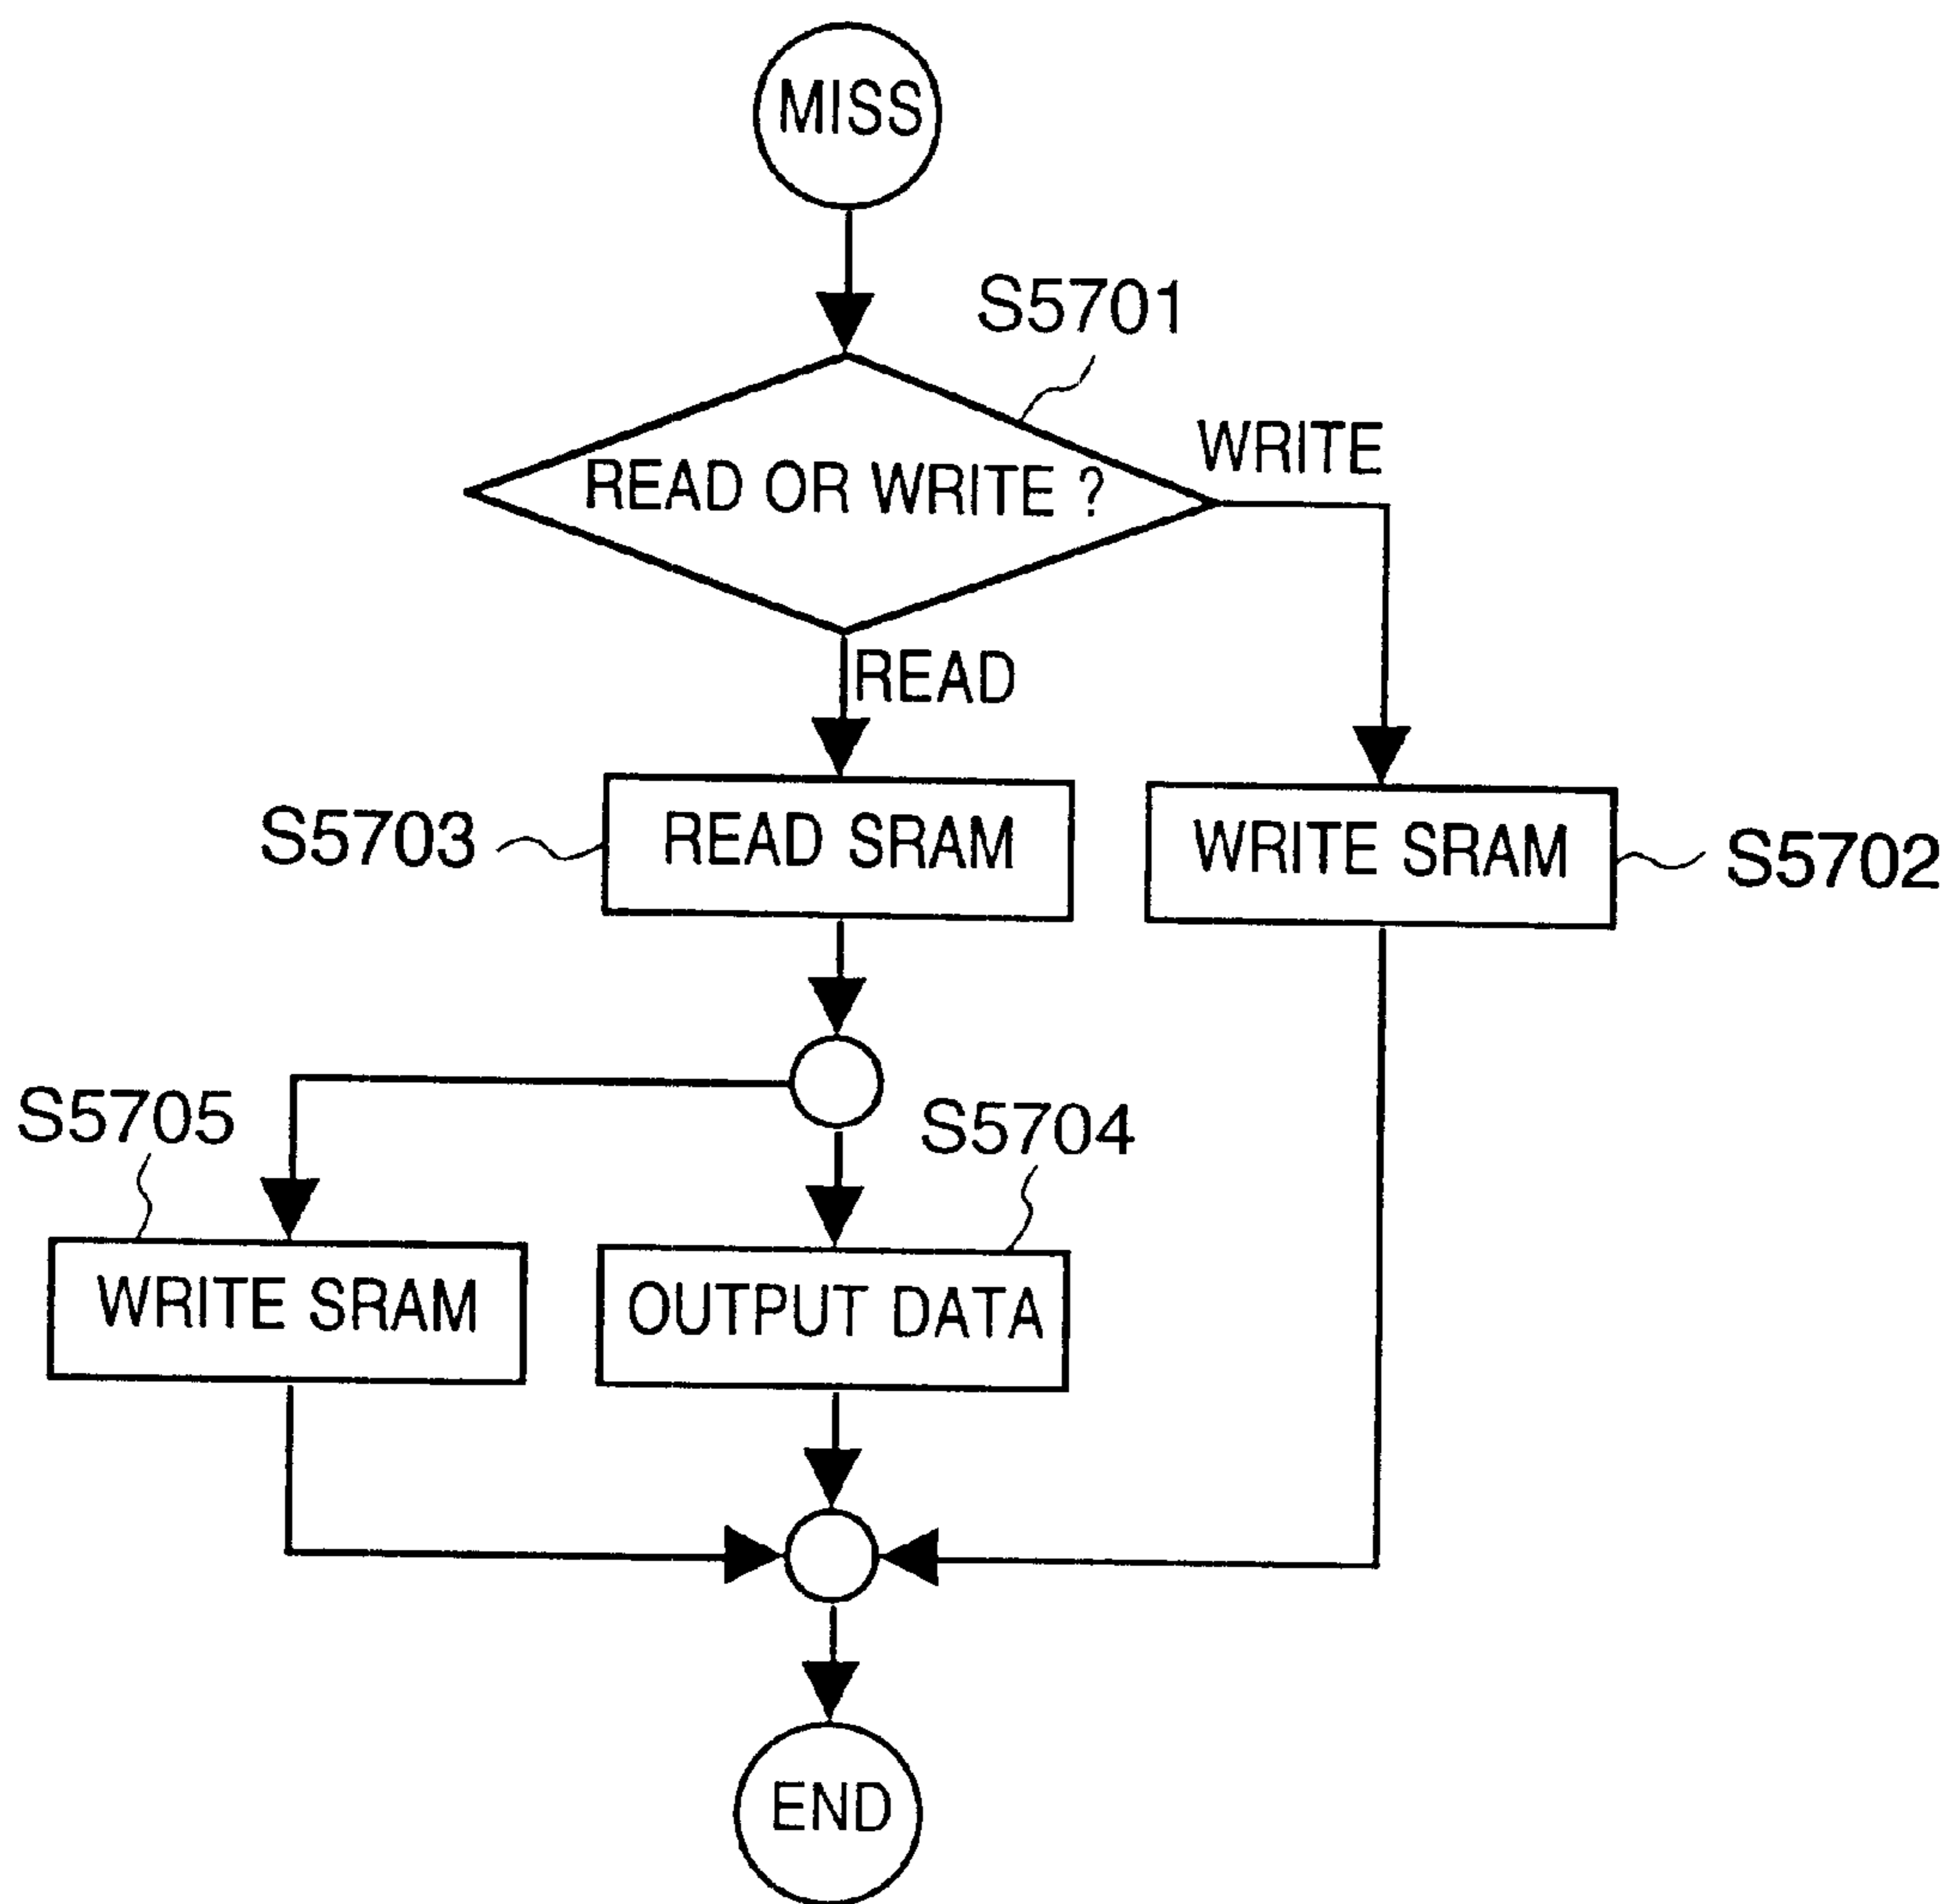 MISS
S5701
READ OR WRITE ?
WRITE
READ
S5703
READ SRAM
WRITE SRAM
S5702
S5705
S5704
WRITE SRAM
OUTPUT DATA
END